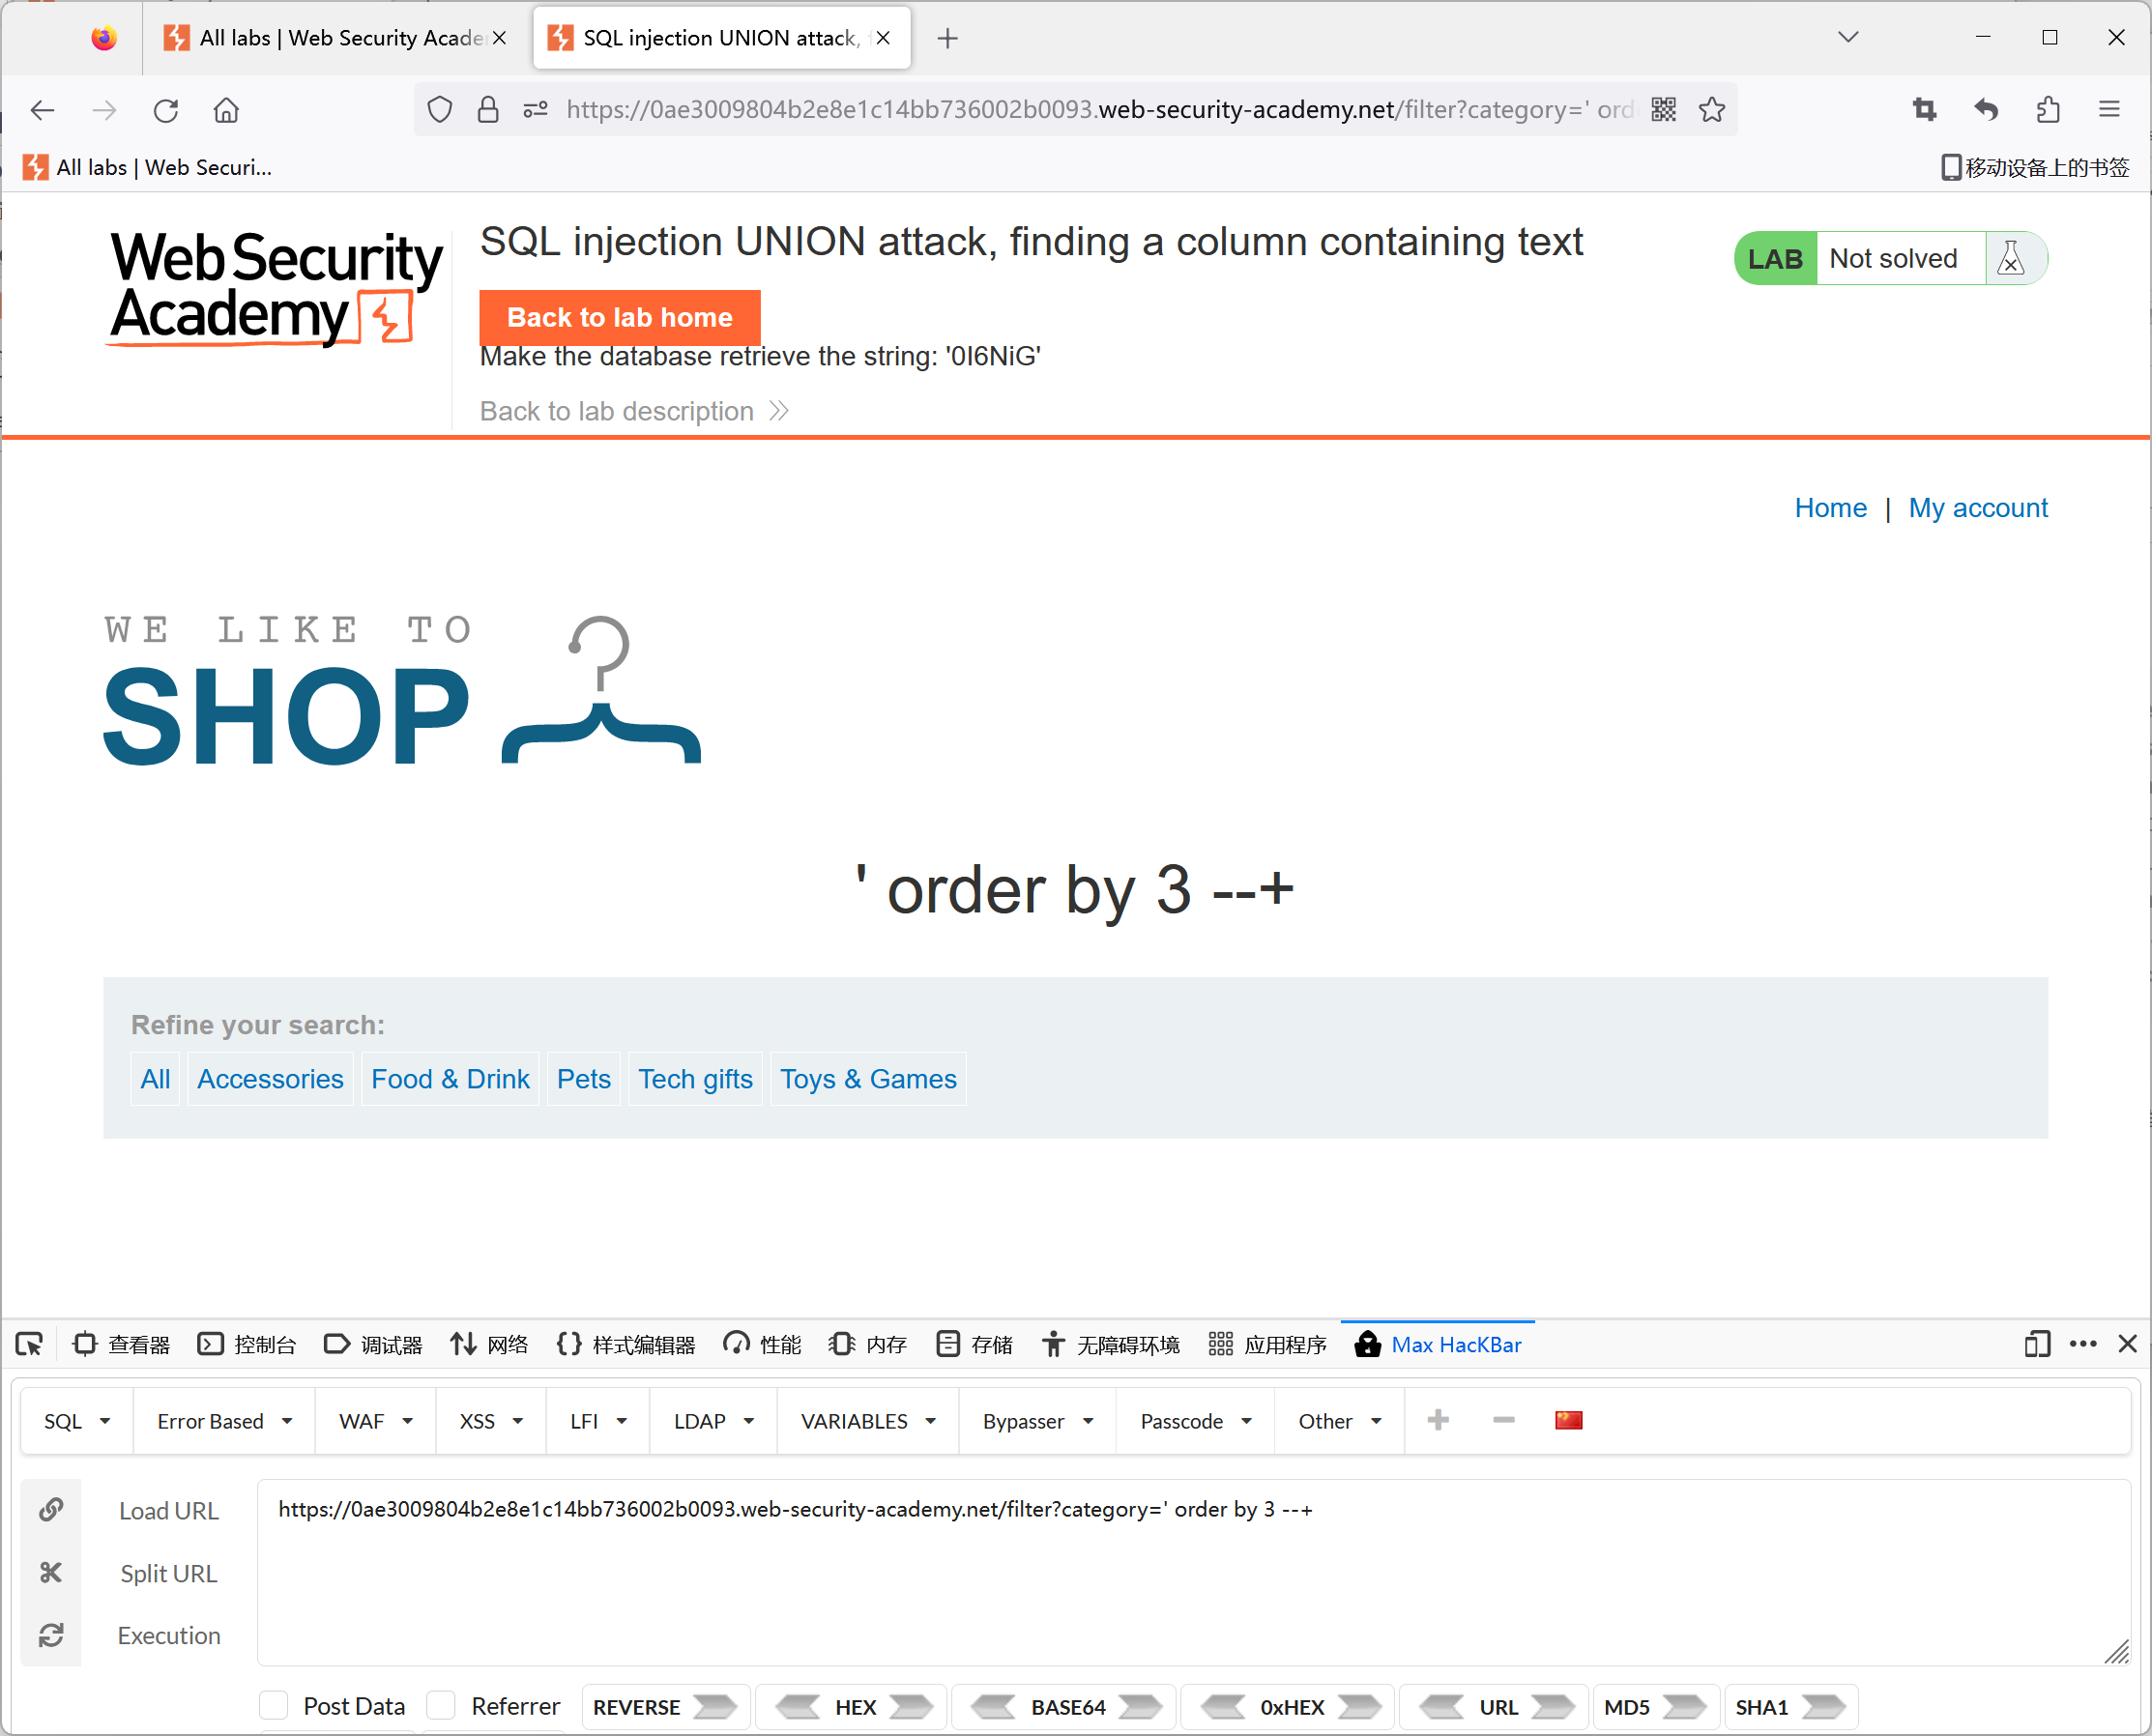 All labs | Web Security Acade
SQL injection UNION attack,
https://0ae3009804b2e8e1c14bb736002b0093.web-security-academy.net/filter?category=' ord
All labs | Web Securi...
移动设备上的书签
Web Security
Academy
SQL injection UNION attack, finding a column containing text
LAB Not solved
Back to lab home
Make the database retrieve the string: '0I6NiG'
Back to lab description
Home | My account
WE LIKE TO
SHOP
' order by 3 --+
Refine your search:
All Accessories Food & Drink Pets Tech gifts Toys & Games
查看器 控制台 调试器 网络 样式编辑器 性能 内存 存储 无障碍环境 应用程序 Max HacKBar
SQL Error Based WAF XSS LFI LDAP VARIABLES Bypasser Passcode Other
Load URL
https://0ae3009804b2e8e1c14bb736002b0093.web-security-academy.net/filter?category=' order by 3 --+
Split URL
Execution
Post Data Referrer REVERSE HEX BASE64 0xHEX URL MD5 SHA1